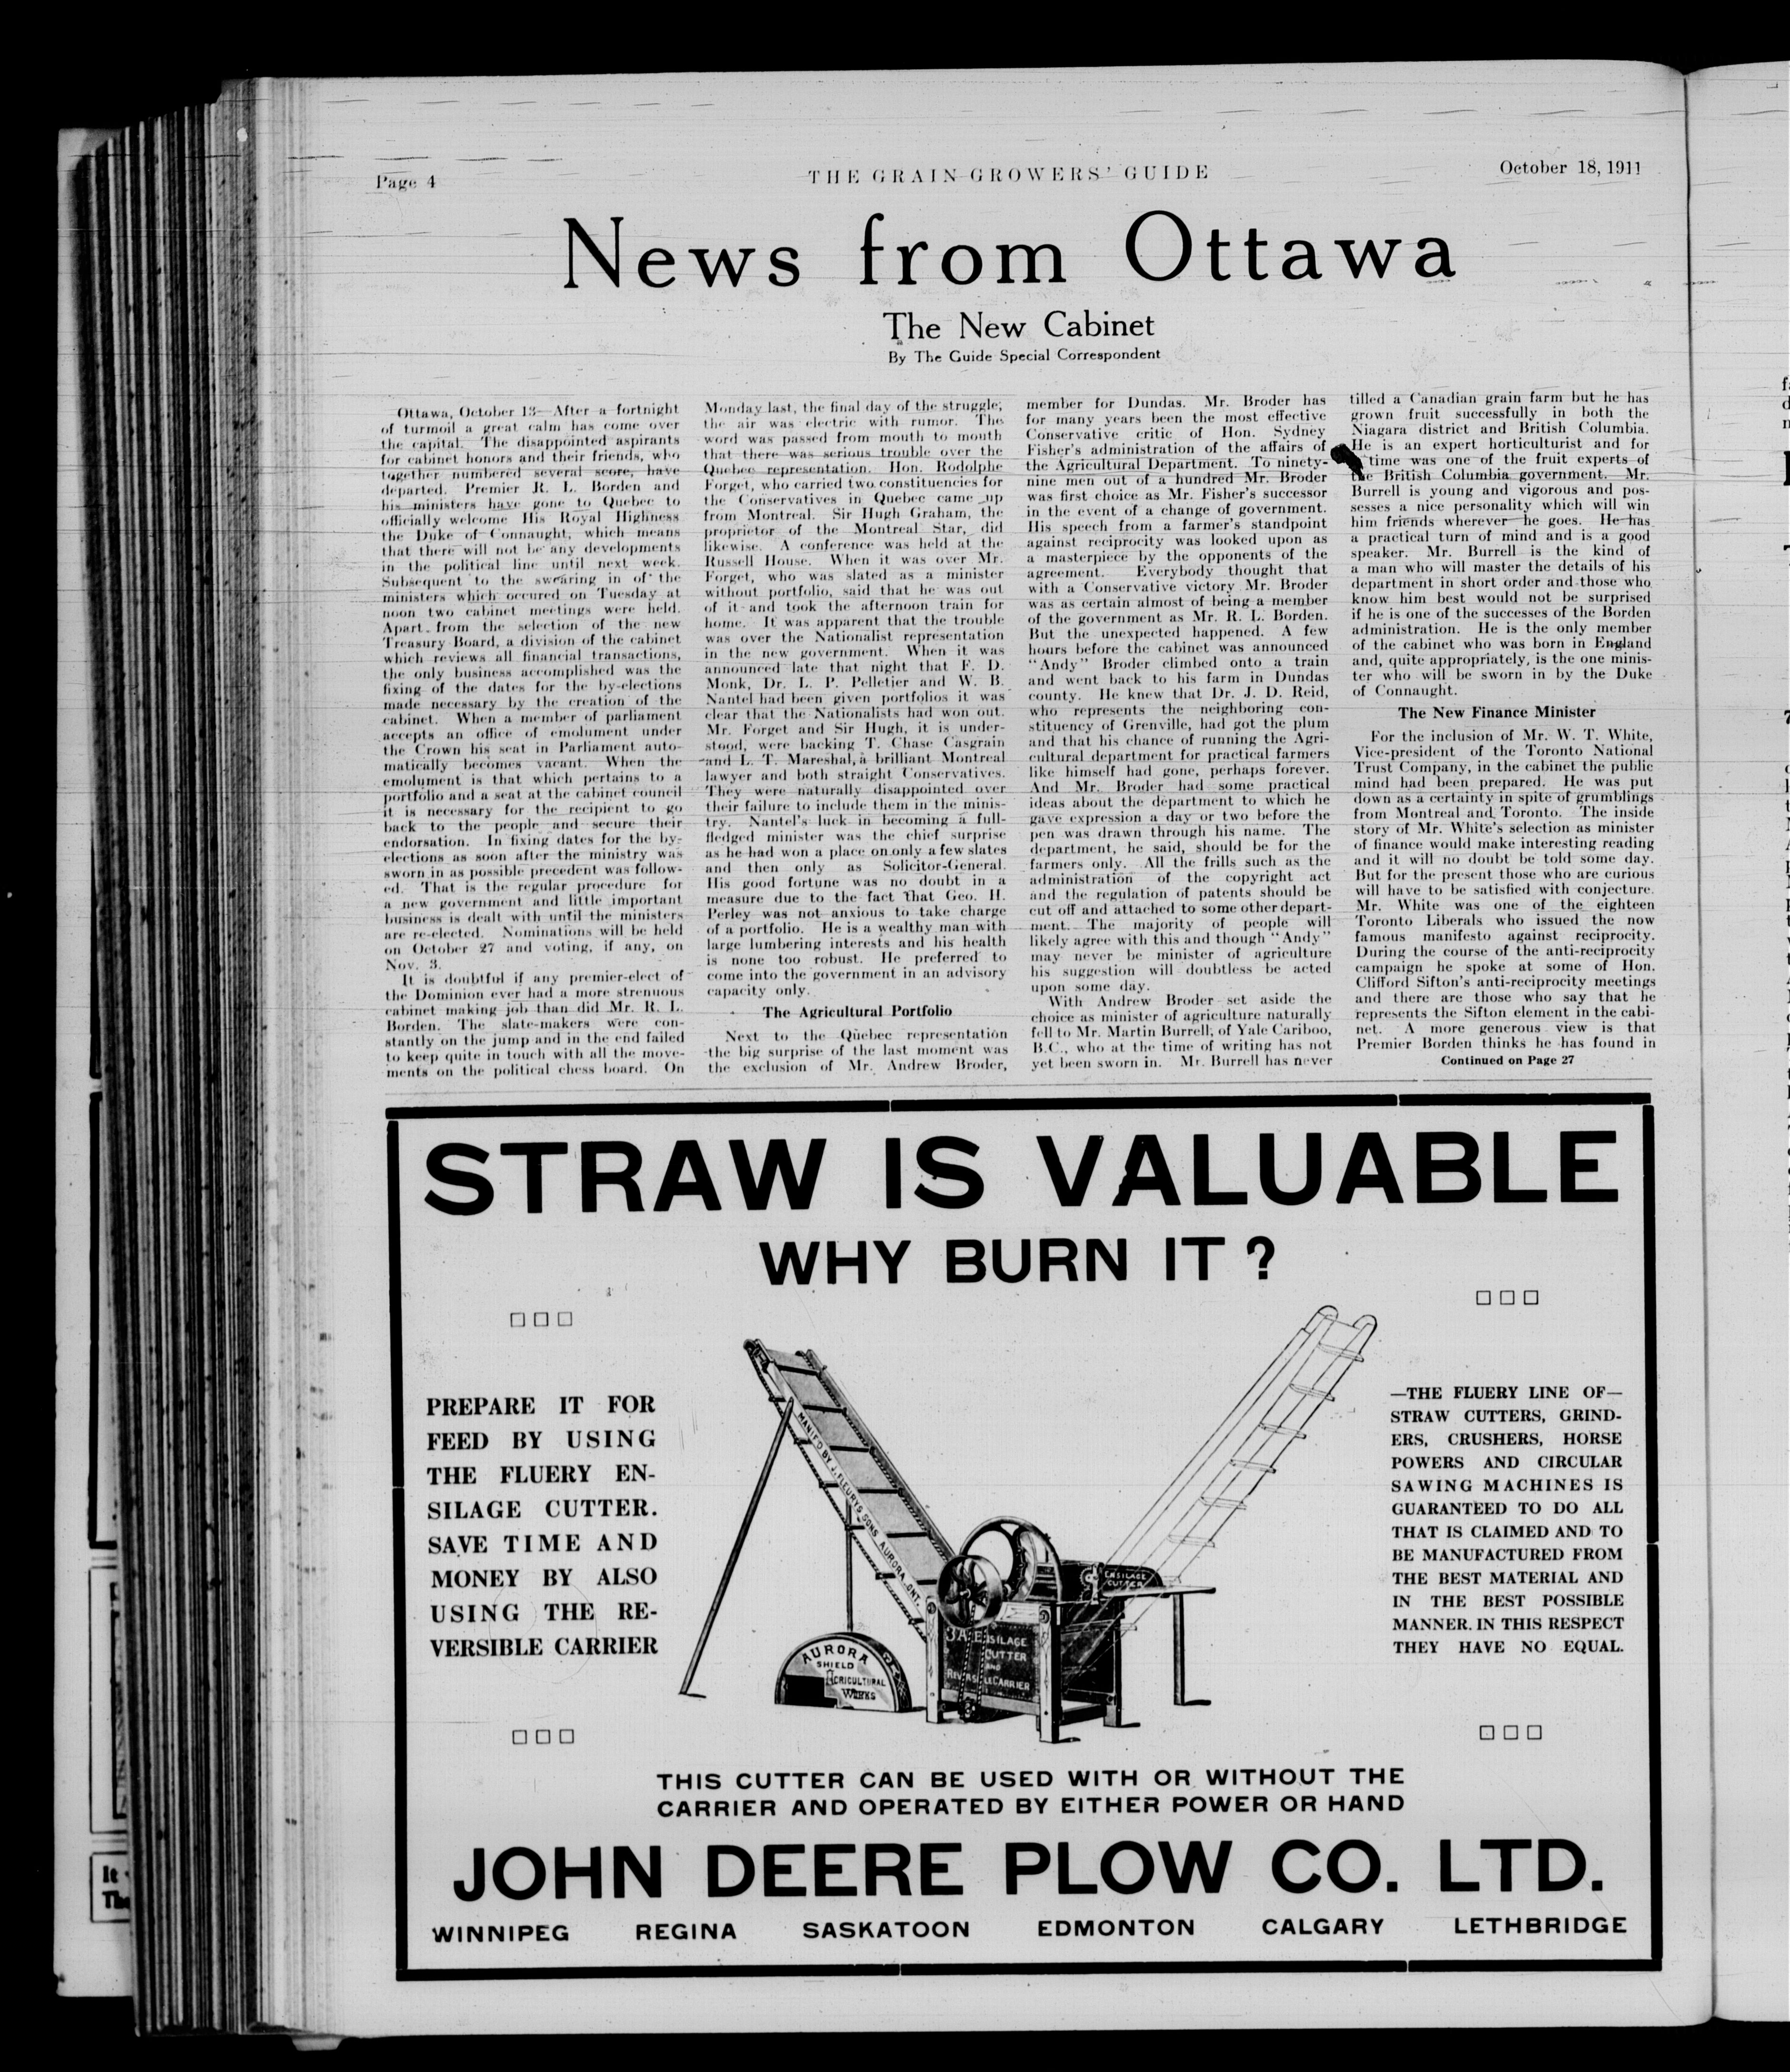 Page 4
THE GRAIN GROWERS' GUIDE
October 18, 1911
News from Ottawa
The New Cabinet
By The Guide Special Correspondent
Ottawa, October 13—After a fortnight
of turmoil a great calm has come over
the capital. The disappointed aspirants
for cabinet honors and their friends, who
together numbered several score, have
departed. Premier R. L. Borden and
his ministers have gone to Quebec to
officially welcome His Royal Highness
the Duke of Connaught, which means
that there will not be any developments
in the political line until next week.
Subsequent to the swearing in of the
ministers which occured on Tuesday at
noon two cabinet meetings were held.
Apart from the selection of the new
Treasury Board, a division of the cabinet
which reviews all financial transactions,
the only business accomplished was the
fixing of the dates for the by-elections
made necessary by the creation of the
cabinet. When a member of parliament
accepts an office of emolument under
the Crown his seat in Parliament auto-
matically becomes vacant. When the
emolument is that which pertains to a
portfolio and a seat at the cabinet council
it is necessary for the recipient to go
back to the people and secure their
endorsation. In fixing dates for the by-
elections as soon after the ministry was
sworn in as possible precedent was follow-
ed. That is the regular procedure for
a new government and little important
business is dealt with until the ministers
are re-elected. Nominations will be held
on October 27 and voting, if any, on
Nov. 3.
It is doubtful if any premier-elect of
the Dominion ever had a more strenuous
cabinet making job than did Mr. R. L.
Borden. The slate-makers were con-
stantly on the jump and in the end failed
to keep quite in touch with all the move-
ments on the political chess board. On
Monday last, the final day of the struggle,
the air was electric with rumor. The
word was passed from mouth to mouth
that there was serious trouble over the
Quebec representation. Hon. Rodolphe
Forget, who carried two constituencies for
the Conservatives in Quebec came up
from Montreal. Sir Hugh Graham, the
proprietor of the Montreal Star, did
likewise. A conference was held at the
Russell House. When it was over Mr.
Forget, who was slated as a minister
without portfolio, said that he was out
of it and took the afternoon train for
home. It was apparent that the trouble
was over the Nationalist representation
in the new government. When it was
announced late that night that F. D.
Monk, Dr. L. P. Pelletier and W. B.
Nantel had been given portfolios it was
clear that the Nationalists had won out.
Mr. Forget and Sir Hugh, it is under-
stood, were backing T. Chase Casgrain
and L. T. Mareshal, a brilliant Montreal
lawyer and both straight Conservatives.
They were naturally disappointed over
their failure to include them in the minis-
try. Nantel's luck in becoming a full-
fledged minister was the chief surprise
as he had won a place on only a few slates
and then only as Solicitor-General.
His good fortune was no doubt in a
measure due to the fact that Geo. H.
Perley was not anxious to take charge
of a portfolio. He is a wealthy man with
large lumbering interests and his health
is none too robust. He preferred to
come into the government in an advisory
capacity only.
The Agricultural Portfolio
Next to the Quebec representation
the big surprise of the last moment was
the exclusion of Mr. Andrew Broder,
member for Dundas. Mr. Broder has
for many years been the most effective
Conservative critic of Hon. Sydney
Fisher's administration of the affairs of
the Agricultural Department. To ninety-
nine men out of a hundred Mr. Broder
was first choice as Mr. Fisher's successor
in the event of a change of government.
His speech from a farmer's standpoint
against reciprocity was looked upon as
a masterpiece by the opponents of the
agreement. Everybody thought that
with a Conservative victory Mr. Broder
was as certain almost of being a member
of the government as Mr. R. L. Borden.
But the unexpected happened. A few
hours before the cabinet was announced
"Andy" Broder climbed onto a train
and went back to his farm in Dundas
county. He knew that Dr. J. D. Reid,
who represents the neighboring con-
stituency of Grenville, had got the plum
and that his chance of running the Agri-
cultural department for practical farmers
like himself had gone, perhaps forever.
And Mr. Broder had some practical
ideas about the department to which he
gave expression a day or two before the
pen was drawn through his name. The
department, he said, should be for the
farmers only. All the frills such as the
administration of the copyright act
and the regulation of patents should be
cut off and attached to some other depart-
ment. The majority of people will
likely agree with this and though "Andy"
may never be minister of agriculture
his suggestion will doubtless be acted
upon some day.
With Andrew Broder set aside the
choice as minister of agriculture naturally
fell to Mr. Martin Burrell, of Yale Cariboo,
B.C., who at the time of writing has not
yet been sworn in. Mr. Burrell has never
tilled a Canadian grain farm but he has
grown fruit successfully in both the
Niagara district and British Columbia.
He is an expert horticulturist and for
time was one of the fruit experts of
the British Columbia government. Mr.
Burrell is young and vigorous and pos-
sesses a nice personality which will win
him friends wherever he goes. He has
a practical turn of mind and is a good
speaker. Mr. Burrell is the kind of
a man who will master the details of his
department in short order and those who
know him best would not be surprised
if he is one of the successes of the Borden
administration. He is the only member
of the cabinet who was born in England
and, quite appropriately, is the one minis-
ter who will be sworn in by the Duke
of Connaught.
The New Finance Minister
For the inclusion of Mr. W. T. White,
Vice-president of the Toronto National
Trust Company, in the cabinet the public
mind had been prepared. He was put
down as a certainty in spite of grumblings
from Montreal and Toronto. The inside
story of Mr. White's selection as minister
of finance would make interesting reading
and it will no doubt be told some day.
But for the present those who are curious
will have to be satisfied with conjecture.
Mr. White was one of the eighteen
Toronto Liberals who issued the now
famous manifesto against reciprocity.
During the course of the anti-reciprocity
campaign he spoke at some of Hon.
Clifford Sifton's anti-reciprocity meetings
and there are those who say that he
represents the Sifton element in the cabi-
net. A more generous view is that
Premier Borden thinks he has found in
Continued on Page 27
STRAW IS VALUABLE
WHY BURN IT?
PREPARE IT FOR
FEED BY USING
THE FLUERY EN-
SILAGE CUTTER.
SAVE TIME AND
MONEY BY ALSO
USING THE RE-
VERSIBLE CARRIER
MANF'D BY J. FLEURYS SONS AURORA, ONT.
ENSILAGE
CUTTER
AURORA
SHIELD
AGRICULTURAL
WORKS
3A ENSILAGE
CUTTER
AND
REVERSIBLE CARRIER
—THE FLUERY LINE OF—
STRAW CUTTERS, GRIND-
ERS, CRUSHERS, HORSE
POWERS AND CIRCULAR
SAWING MACHINES IS
GUARANTEED TO DO ALL
THAT IS CLAIMED AND TO
BE MANUFACTURED FROM
THE BEST MATERIAL AND
IN THE BEST POSSIBLE
MANNER. IN THIS RESPECT
THEY HAVE NO EQUAL.
THIS CUTTER CAN BE USED WITH OR WITHOUT THE
CARRIER AND OPERATED BY EITHER POWER OR HAND
JOHN DEERE PLOW CO. LTD.
WINNIPEG REGINA SASKATOON EDMONTON CALGARY LETHBRIDGE